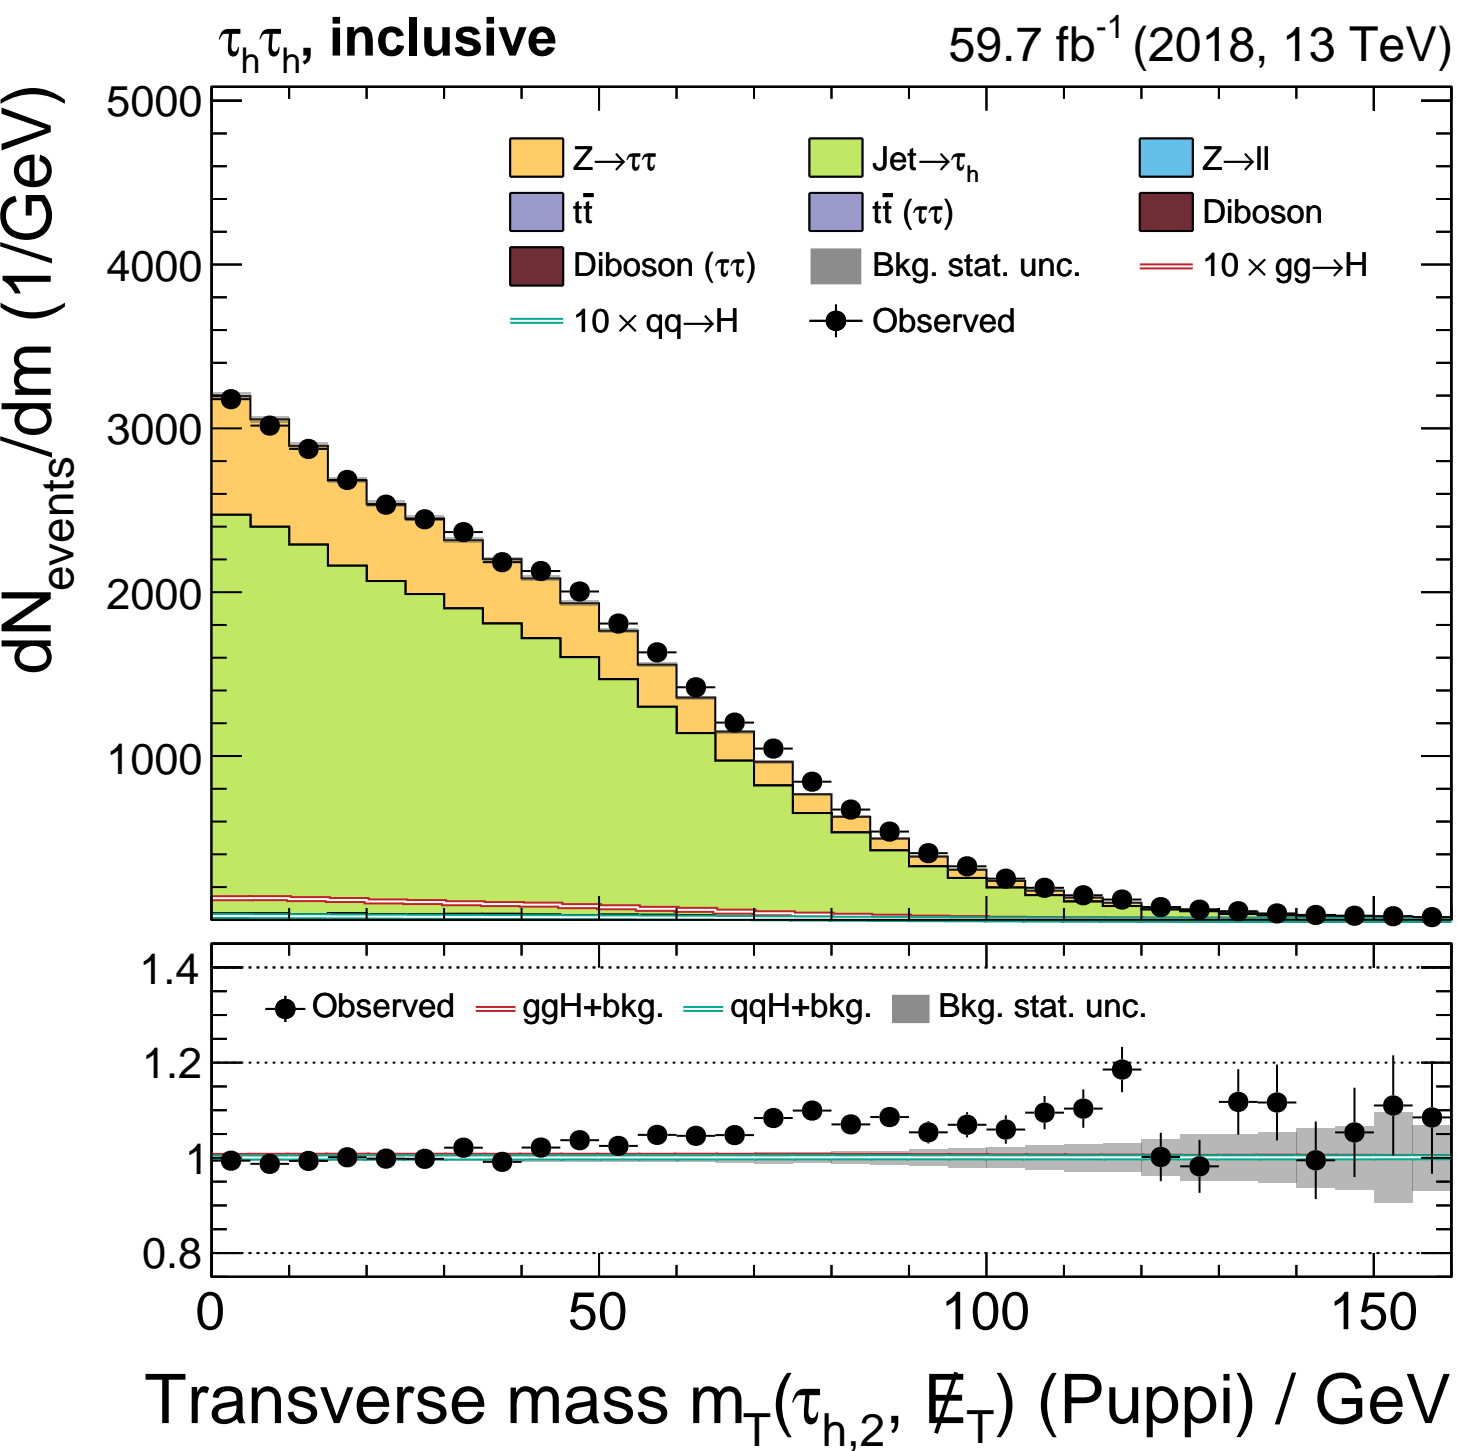 τhτh, inclusive 59.7 fb-1 (2018, 13 TeV)
dNevents/dm (1/GeV)
5000
4000
3000
2000
1000
Z→ττ Jet→τh Z→ll
tt̄ tt̄ (ττ) Diboson
Diboson (ττ) Bkg. stat. unc. 10 × gg→H
10 × qq→H Observed
1.4
1.2
1
0.8
Observed ggH+bkg. qqH+bkg. Bkg. stat. unc.
0 50 100 150
Transverse mass mT(τh,2, E̸T) (Puppi) / GeV